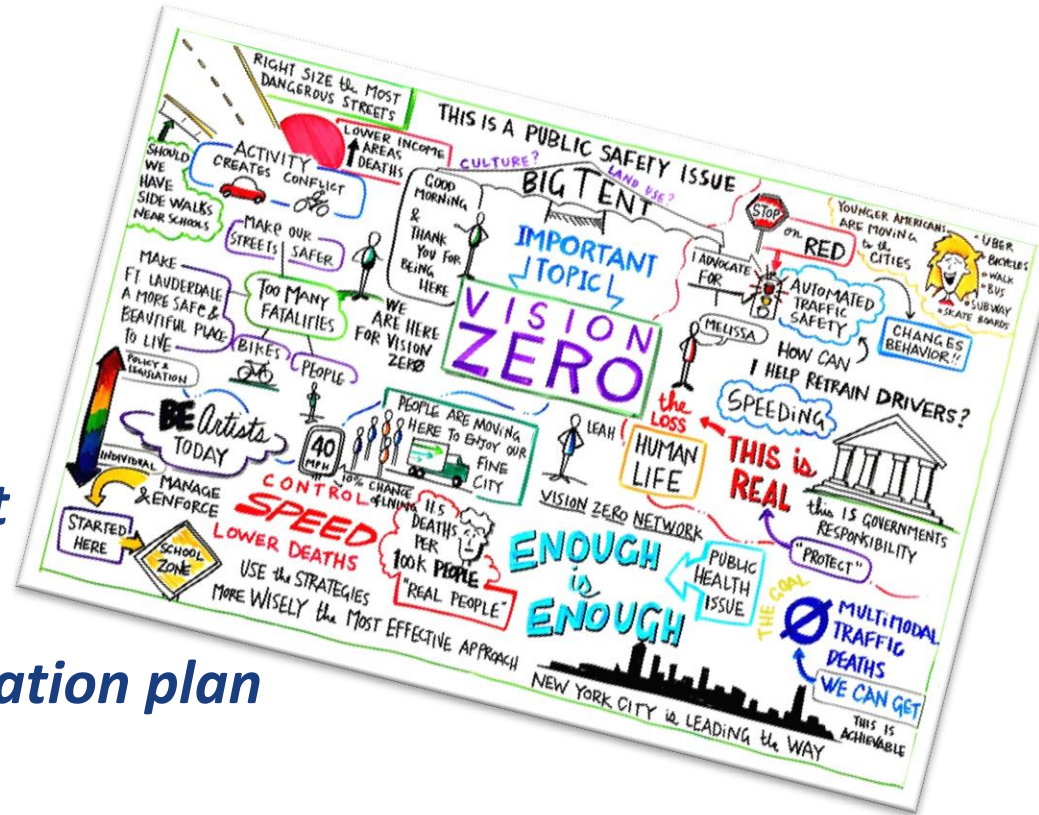 RIGHT SIZE the MOST
DANGEROUS STREETS
THIS IS A PUBLIC SAFETY ISSUE
LOWER INCOME
AREAS
DEATHS
SHOULD
WE
HAVE
SIDE WALKS
NEAR SCHOOLS
ACTIVITY
CREATES CONFLICT
CULTURE?
LAND USE?
BIG TENT
GOOD
MORNING
&
THANK
YOU FOR
BEING
HERE
IMPORTANT
TOPIC
VISION
ZERO
STOP
on
RED
I ADVOCATE
FOR
AUTOMATED
TRAFFIC
SAFETY
YOUNGER AMERICANS
ARE MOVING
to the
CITIES
UBER
BICYCLES
WALK
BUS
SUBWAY
SKATE BOARDS
CHANGES
BEHAVIOR!!
MAKE OUR
STREETS SAFER
MAKE
FT LAUDERDALE
A MORE SAFE &
BEAUTIFUL PLACE
TO LIVE
TOO MANY
FATALITIES
BIKES
PEOPLE
WE
ARE HERE
FOR VISION
ZERO
MELISSA
HOW CAN
I HELP RETRAIN DRIVERS?
SPEEDING
POLICY &
LEGISLATION
INDIVIDUAL
BE Artists
TODAY
40
MPH
PEOPLE ARE MOVING
HERE TO ENJOY OUR
FINE
CITY
LEAH
the
LOSS
HUMAN
LIFE
THIS is
REAL
this IS GOVERNMENTS
RESPONSIBILITY
"PROTECT"
VISION ZERO NETWORK
MANAGE
& ENFORCE
STARTED
HERE
SCHOOL
ZONE
10% CHANCE
CONTROL
SPEED
LOWER DEATHS
DEATHS
PER
100K PEOPLE
"REAL PEOPLE"
USE the STRATEGIES
MORE WISELY the MOST EFFECTIVE APPROACH
ENOUGH
is
ENOUGH
PUBLIC
HEALTH
ISSUE
THE GOAL
MULTIMODAL
TRAFFIC
DEATHS
WE CAN GET
THIS IS
ACHIEVABLE
NEW YORK CITY is LEADING the WAY
plan